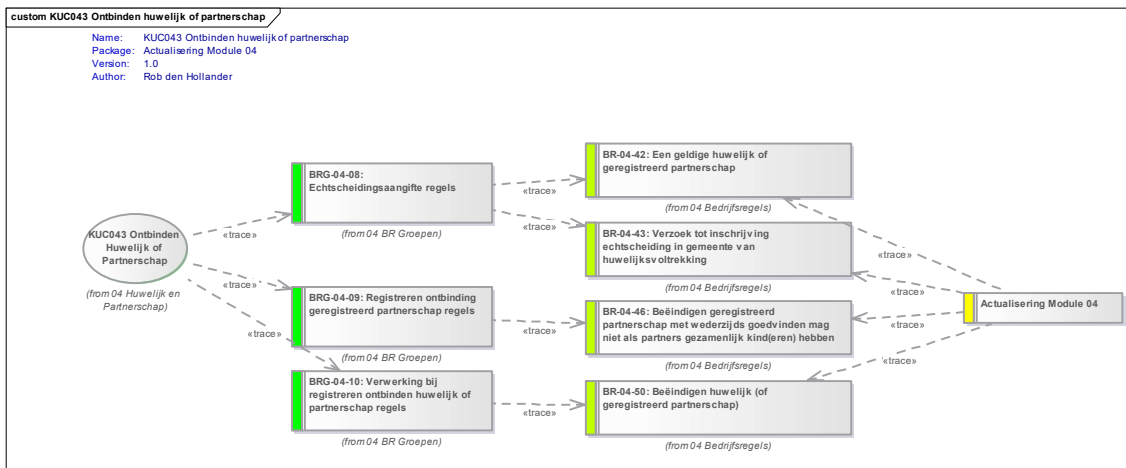 custom KUC043 Ontbinden huwelijk of partnerschap
Name: KUC043 Ontbinden huwelijk of partnerschap
Package: Actualisering Module 04
Version: 1.0
Author: Rob den Hollander
KUC043 Ontbinden
Huwelijk of
Partnerschap
(from 04 Huwelijk en
Partnerschap)
«trace»
«trace»
«trace»
BRG-04-08:
Echtscheidingsaangifte regels
(from 04 BR Groepen)
BRG-04-09: Registreren ontbinding
geregistreerd partnerschap regels
(from 04 BR Groepen)
BRG-04-10: Verwerking bij
registreren ontbinden huwelijk of
partnerschap regels
(from 04 BR Groepen)
«trace»
«trace»
«trace»
«trace»
BR-04-42: Een geldige huwelijk of
geregistreerd partnerschap
(from 04 Bedrijfsregels)
BR-04-43: Verzoek tot inschrijving
echtscheiding in gemeente van
huwelijksvoltrekking
(from 04 Bedrijfsregels)
BR-04-46: Beëindigen geregistreerd
partnerschap met wederzijds goedvinden mag
niet als partners gezamenlijk kind(eren) hebben
(from 04 Bedrijfsregels)
BR-04-50: Beëindigen huwelijk (of
geregistreerd partnerschap)
(from 04 Bedrijfsregels)
«trace»
«trace»
«trace»
«trace»
Actualisering Module 04